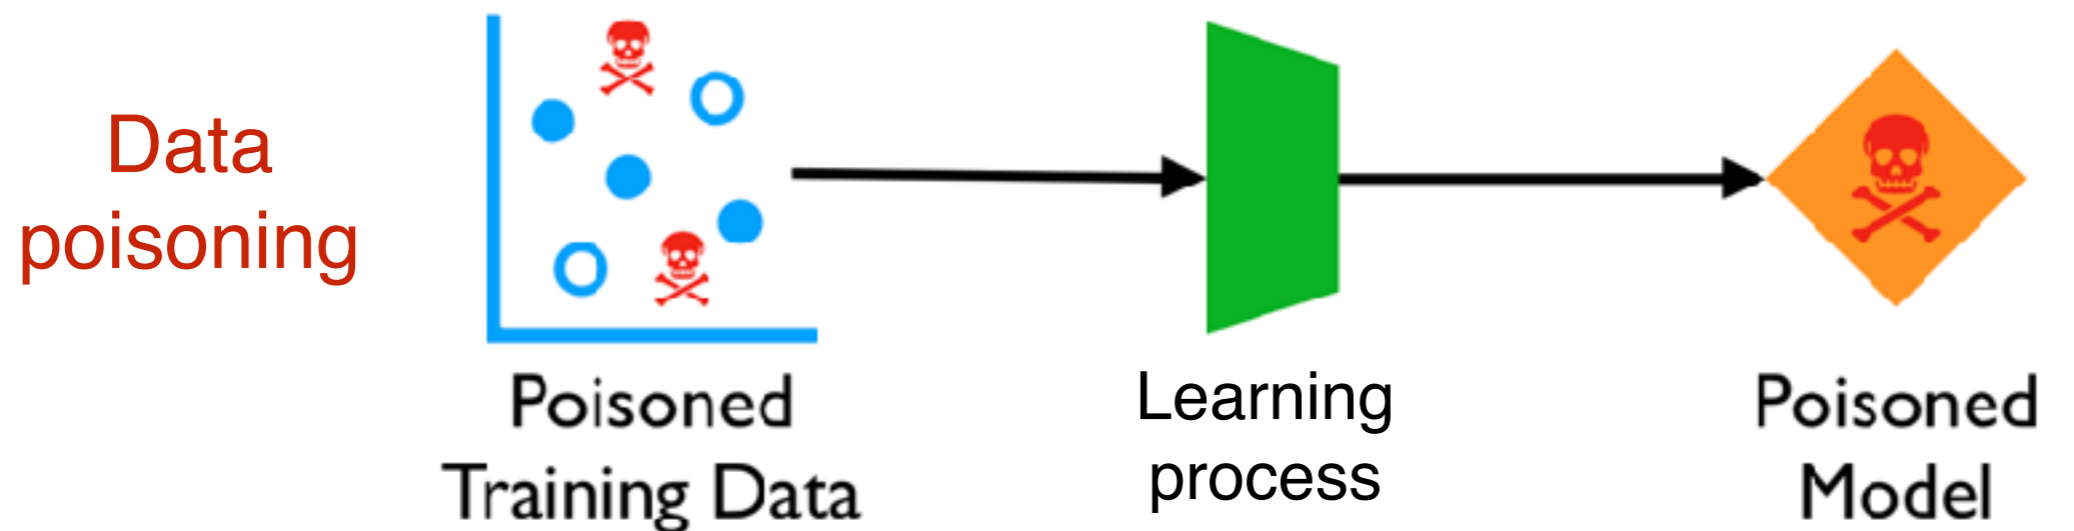 Data
poisoning
Poisoned
Training Data
Learning
process
Poisoned
Model